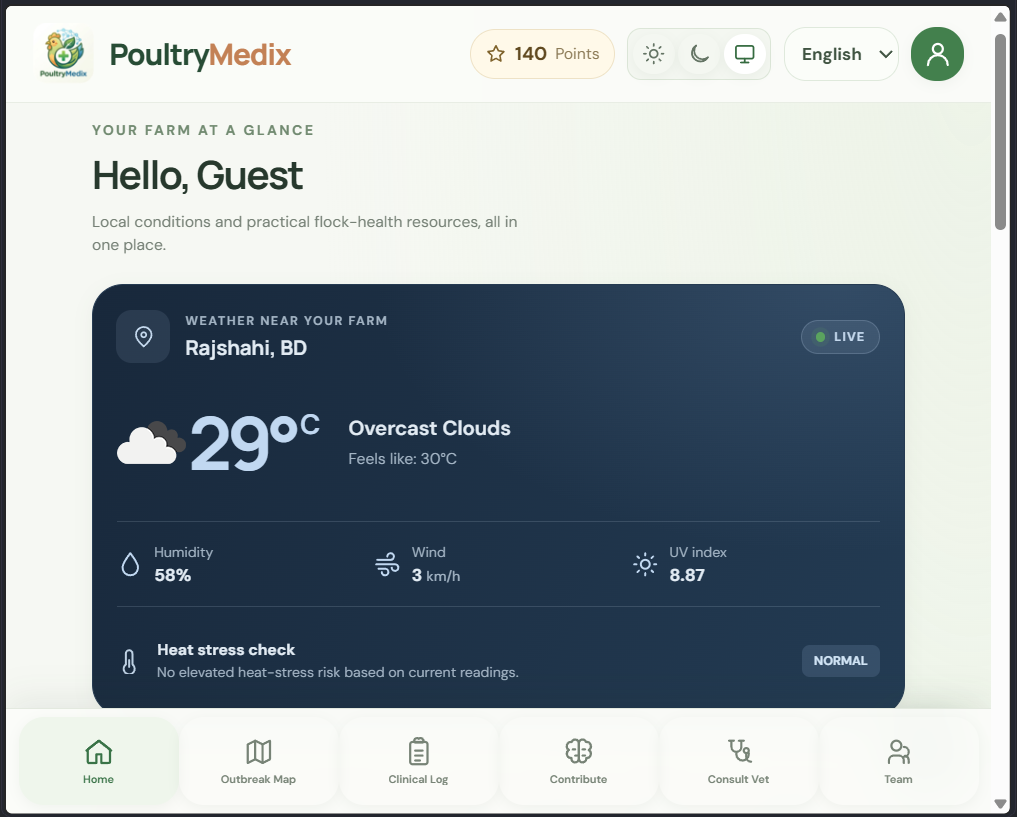 PoultryMedix
PoultryMedix
140 Points
English
YOUR FARM AT A GLANCE
Hello, Guest
Local conditions and practical flock-health resources, all in
one place.
WEATHER NEAR YOUR FARM
Rajshahi, BD
LIVE
29°C
Overcast Clouds
Feels like: 30°C
Humidity
58%
Wind
3 km/h
UV index
8.87
Heat stress check
No elevated heat-stress risk based on current readings.
NORMAL
Home
Outbreak Map
Clinical Log
Contribute
Consult Vet
Team